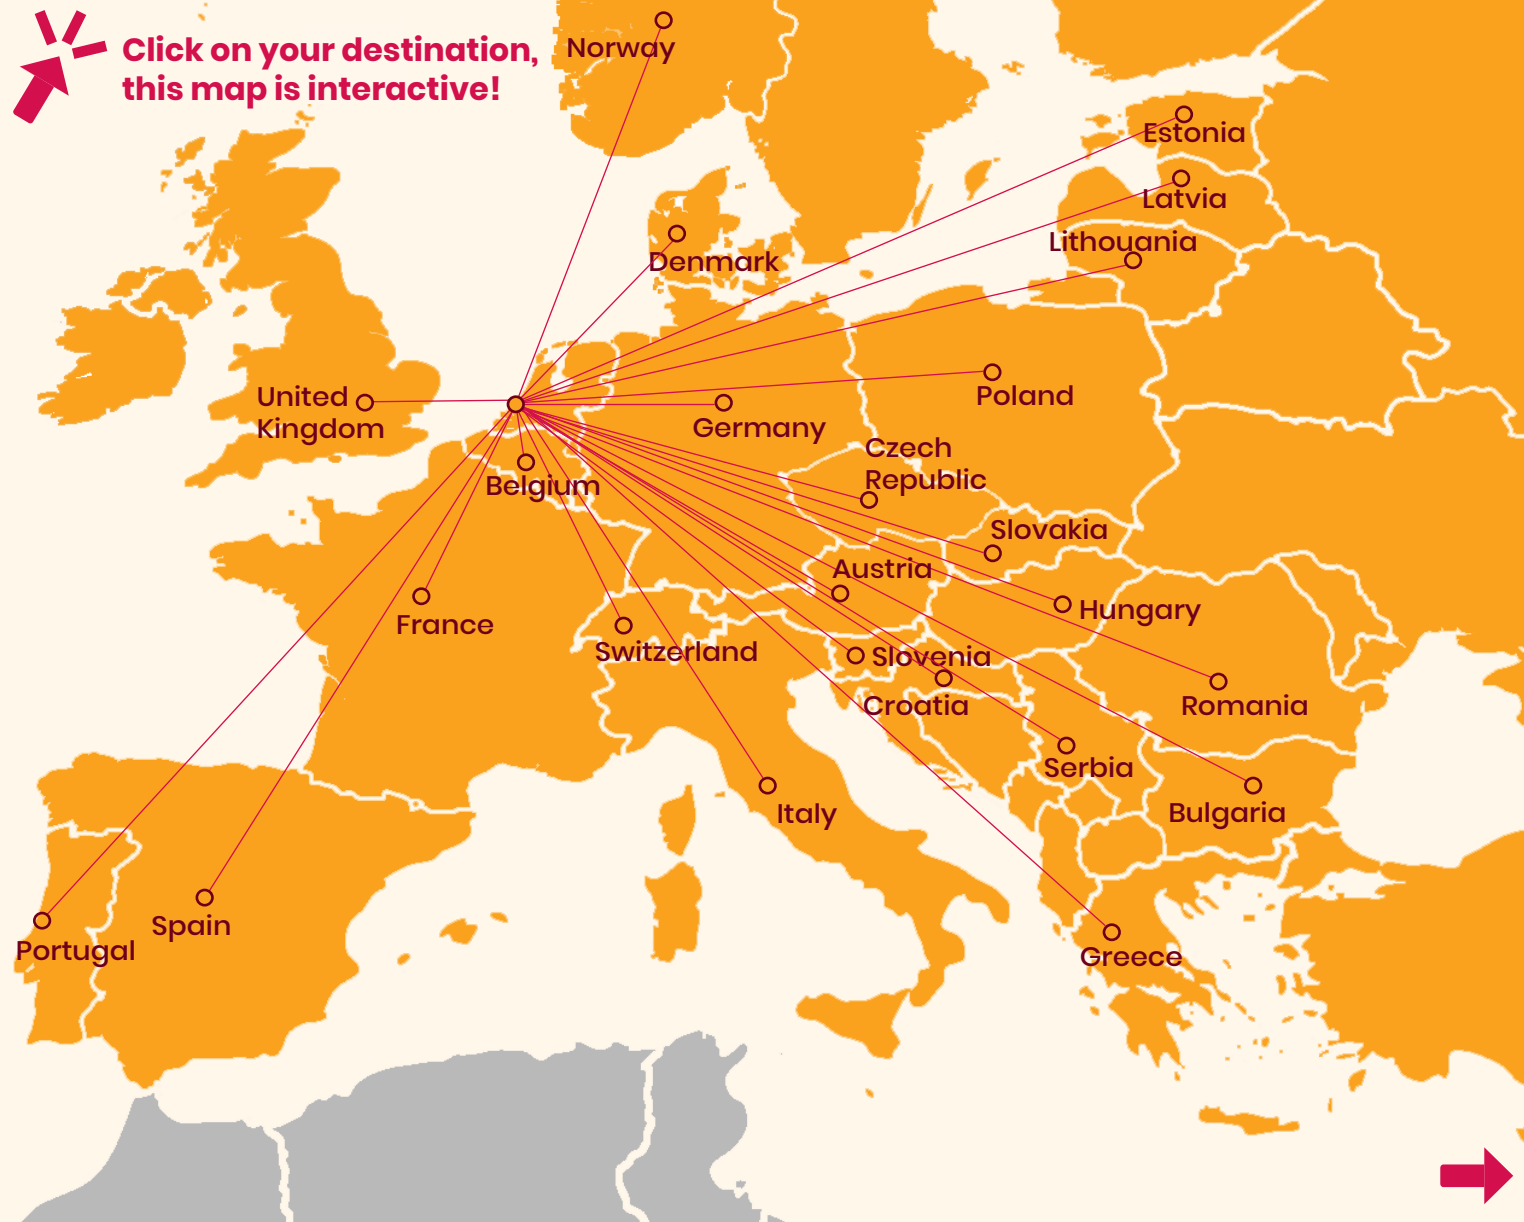 Click on your destination,
this map is interactive!
Norway
Estonia
Latvia
Lithouania
Denmark
United
Kingdom
Poland
Germany
Czech
Republic
Belgium
Slovakia
Austria
Hungary
France
Switzerland
Slovenia
Croatia
Romania
Serbia
Italy
Bulgaria
Spain
Portugal
Greece